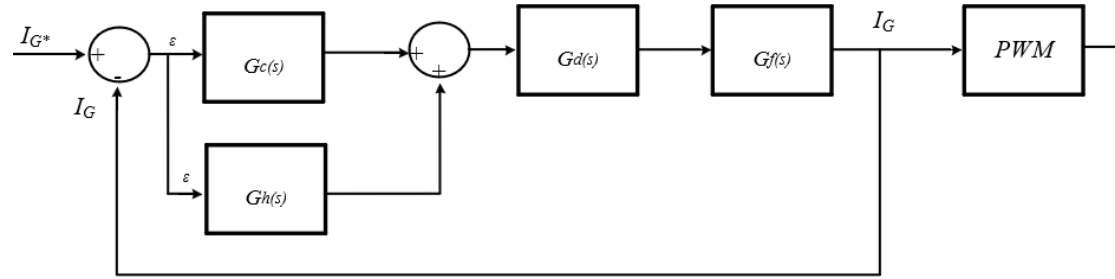 I_G*
+
-
I_G
ε
Gc(s)
ε
Gh(s)
+
+
Gd(s)
Gf(s)
I_G
PWM